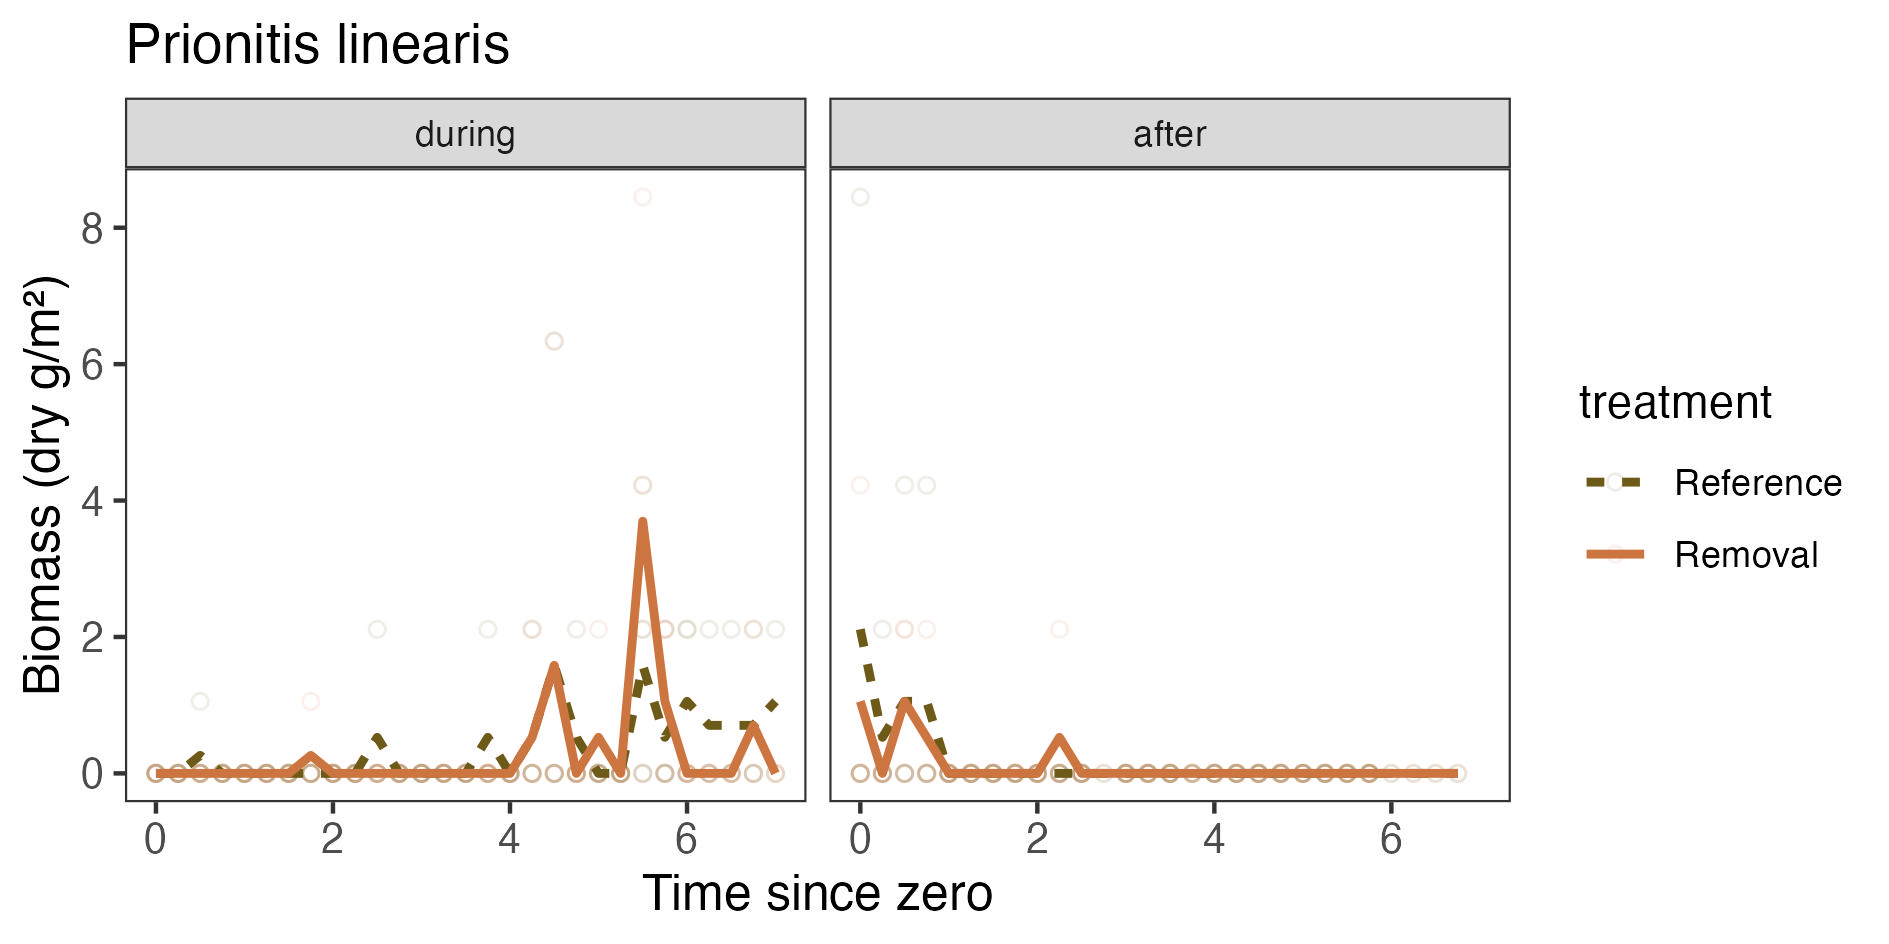 Prionitis linearis
during
after
8
6
4
2
0
Biomass (dry g/m²)
0 2 4 6
0 2 4 6
Time since zero
treatment
Reference
Removal